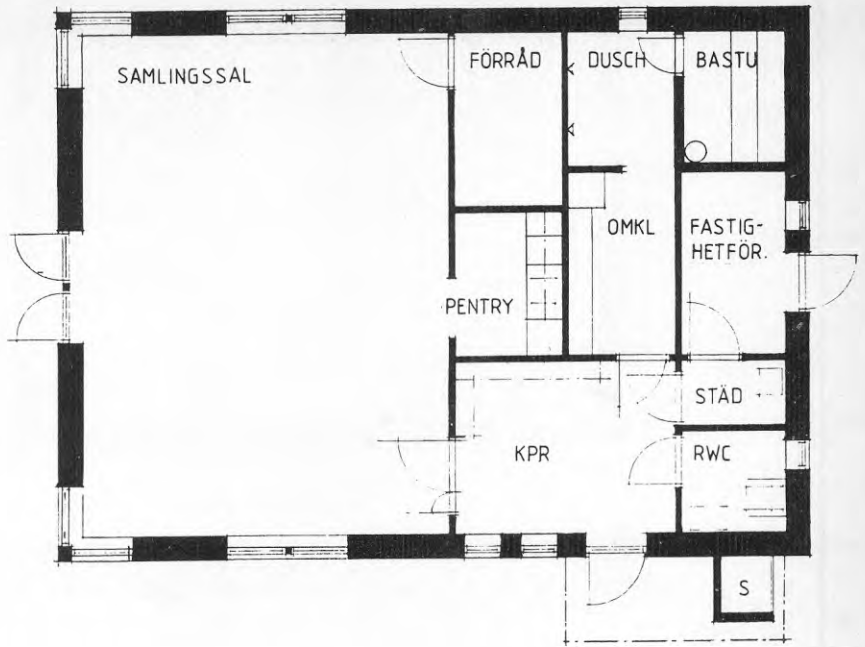 SAMLINGSSAL
FÖRRÅD
DUSCH
BASTU
OMKL
FASTIG-
HETFÖR.
PENTRY
STÄD
KPR
RWC
S